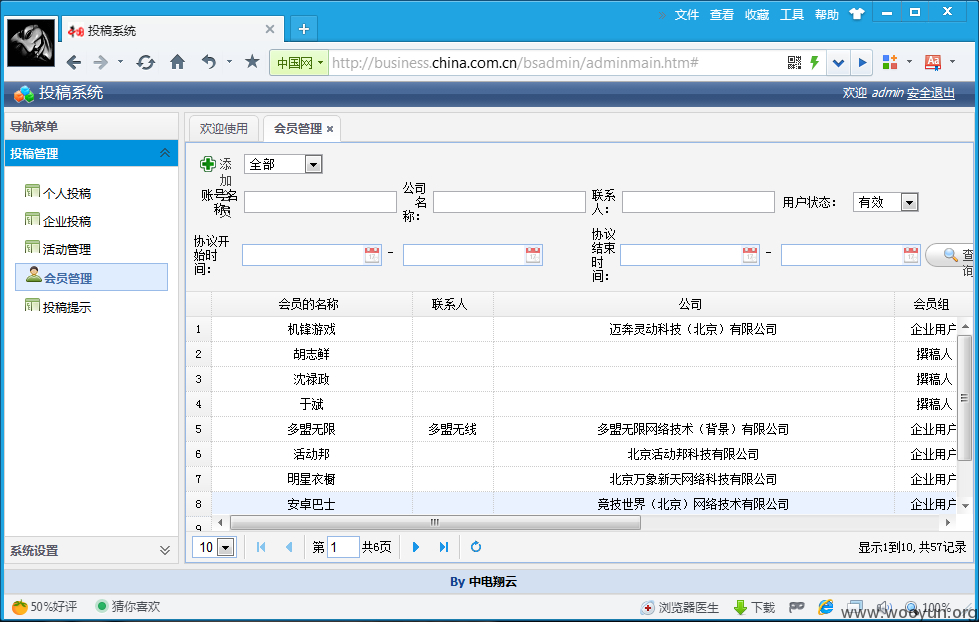 文件 查看 收藏 工具 帮助
投稿系统
中国网 http://business.china.com.cn/bsadmin/adminmain.htm#
投稿系统
欢迎 admin 安全退出
导航菜单
投稿管理
个人投稿
企业投稿
活动管理
会员管理
投稿提示
系统设置
欢迎使用 会员管理
添加会员 全部
账号名称: 公司名称: 联系人: 用户状态: 有效
协议开始时间: - 协议结束时间: - 查询
会员的名称 联系人 公司 会员组
1 机锋游戏 迈奔灵动科技（北京）有限公司 企业用户
2 胡志鲜 撰稿人
3 沈禄政 撰稿人
4 于斌 撰稿人
5 多盟无限 多盟无线 多盟无限网络技术（背景）有限公司 企业用户
6 活动邦 北京活动邦科技有限公司 企业用户
7 明星衣橱 北京万象新天网络科技有限公司 企业用户
8 安卓巴士 竞技世界（北京）网络技术有限公司 企业用户
9
10 第 1 共6页 显示1到10, 共57记录
By 中电翔云
50%好评 猜你喜欢 浏览器医生 下载 100%
www.wooyun.org